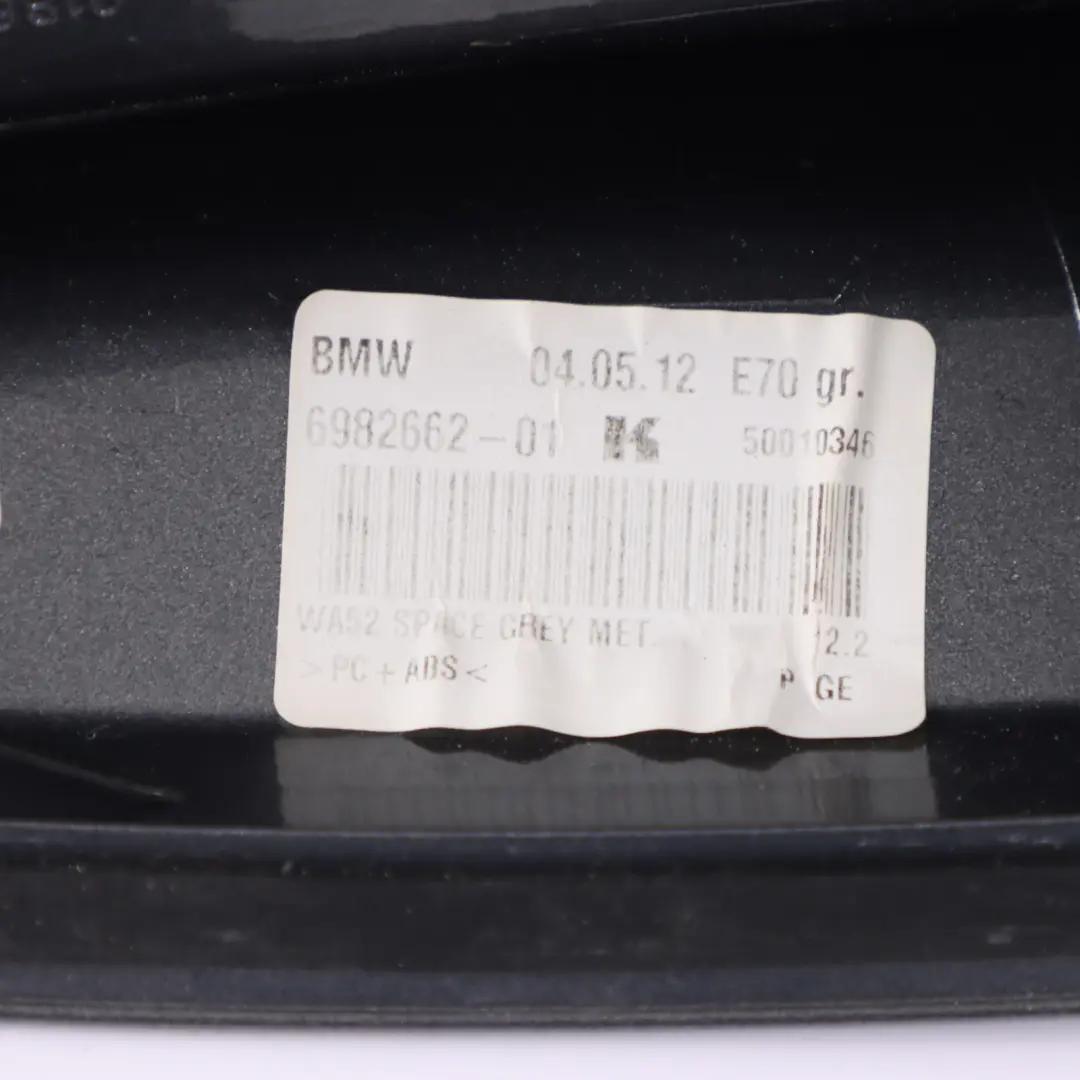 BMW 04.05.12 E70 gr.
6982662-01 K 50010346
WA52 SPACE GREY MET. 12.2
>PC+ABS< P GE